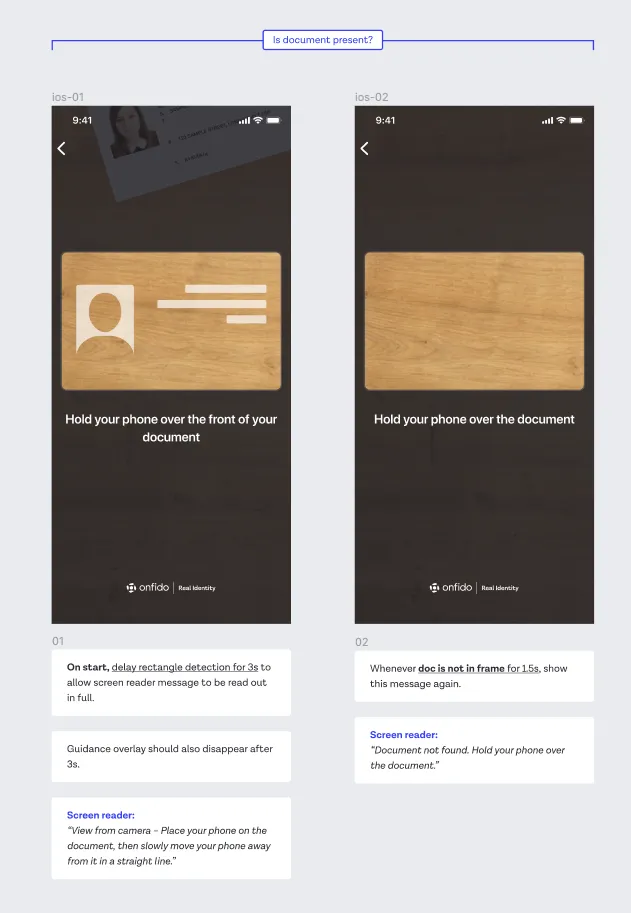 Is document present?
ios-01
9:41
Hold your phone over the front of your
document
onfido | Real Identity
01
On start, delay rectangle detection for 3s to
allow screen reader message to be read out
in full.
Guidance overlay should also disappear after
3s.
Screen reader:
“View from camera – Place your phone on the
document, then slowly move your phone away
from it in a straight line.”
ios-02
9:41
Hold your phone over the document
onfido | Real Identity
02
Whenever doc is not in frame for 1.5s, show
this message again.
Screen reader:
“Document not found. Hold your phone over
the document.”